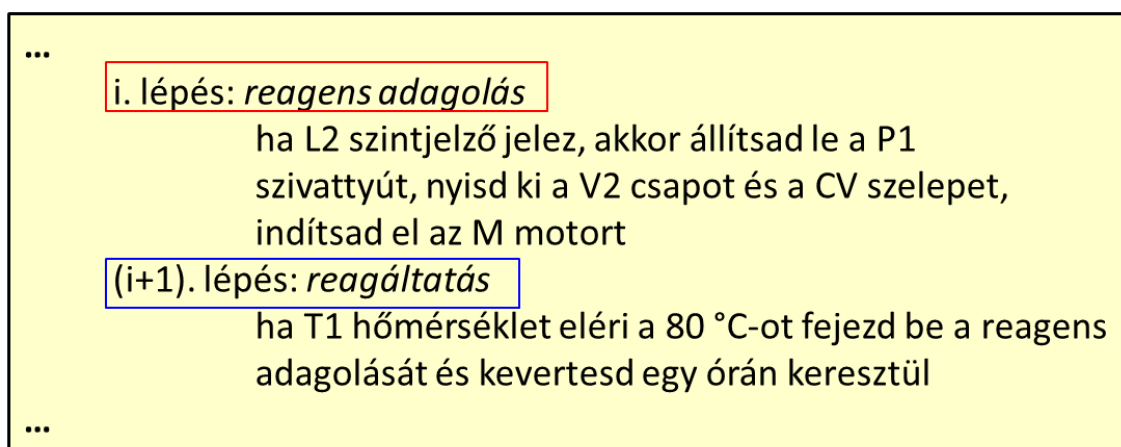 ...
i. lépés: reagens adagolás
ha L2 szintjelző jelez, akkor állítsad le a P1
szivattyút, nyisd ki a V2 csapot és a CV szelepet,
indítsad el az M motort
(i+1). lépés: reagáltatás
ha T1 hőmérséklet eléri a 80 °C-ot fejezd be a reagens
adagolását és kevertesd egy órán keresztül
...